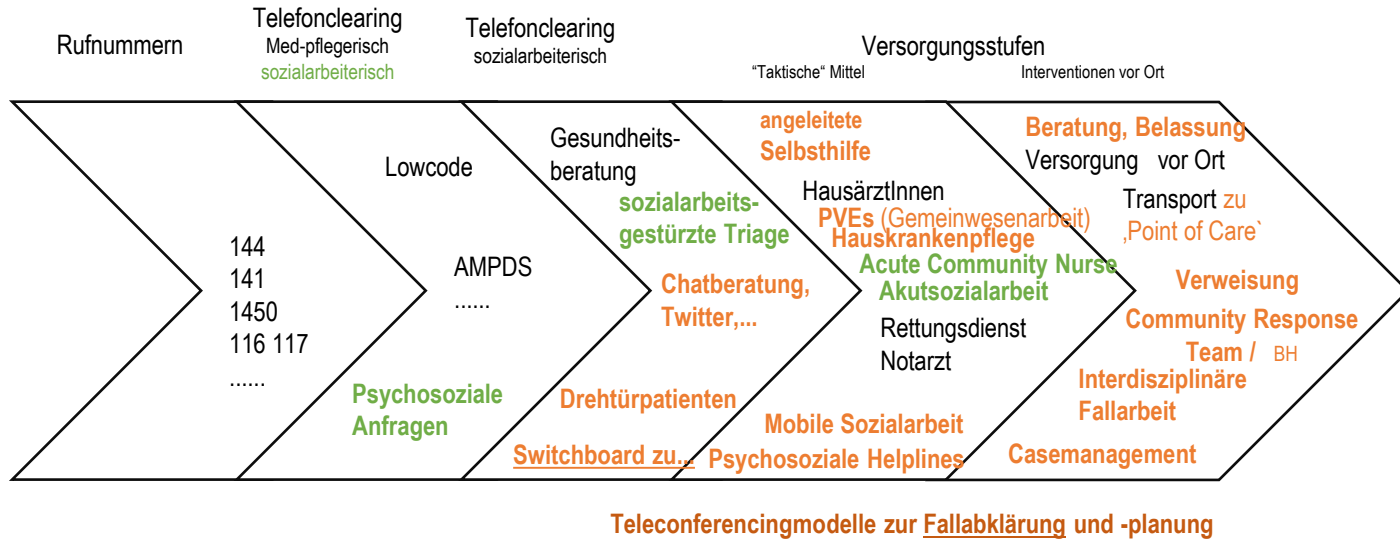 Rufnummern
Telefonclearing
Med-pflegerisch
sozialarbeiterisch
Telefonclearing
sozialarbeiterisch
Versorgungsstufen
“Taktische“ Mittel
Interventionen vor Ort
144
141
1450
116 117
......
Lowcode
AMPDS
......
Psychosoziale
Anfragen
Gesundheits-
beratung
sozialarbeits-
gestürzte Triage
Chatberatung,
Twitter,...
Drehtürpatienten
Switchboard zu...
angeleitete
Selbsthilfe
HausärztInnen
PVEs (Gemeinwesenarbeit)
Hauskrankenpflege
Acute Community Nurse
Akutsozialarbeit
Rettungsdienst
Notarzt
Mobile Sozialarbeit
Psychosoziale Helplines
Beratung, Belassung
Versorgung vor Ort
Transport zu
‚Point of Care`
Verweisung
Community Response
Team / BH
Interdisziplinäre
Fallarbeit
Casemanagement
Teleconferencingmodelle zur Fallabklärung und -planung